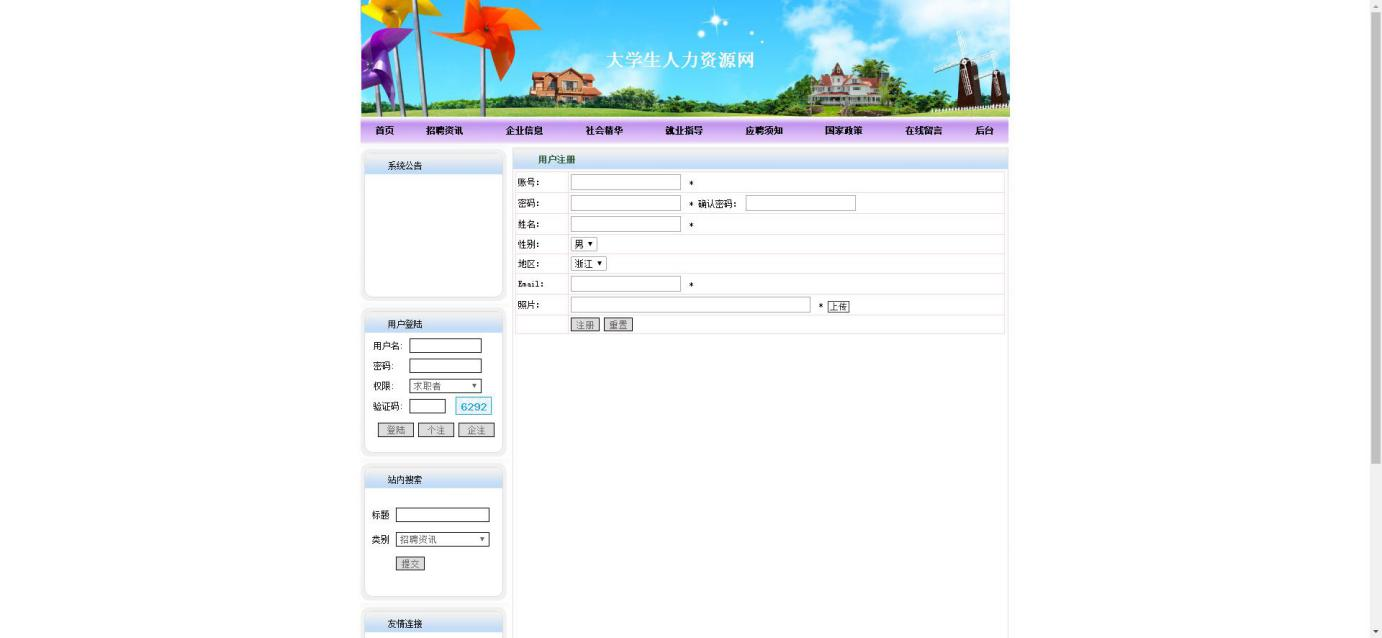 大学生人力资源网
首页 招聘资讯 企业信息 社会精华 就业指导 应聘须知 国家政策 在线留言 后台
系统公告
用户登陆
用户名:
密码:
权限: 求职者
验证码: 6292
登陆 个注 企注
站内搜索
标题
类别 招聘资讯
提交
友情连接
用户注册
账号: *
密码: * 确认密码:
姓名: *
性别: 男
地区: 浙江
Email: *
照片: * 上传
注册 重置